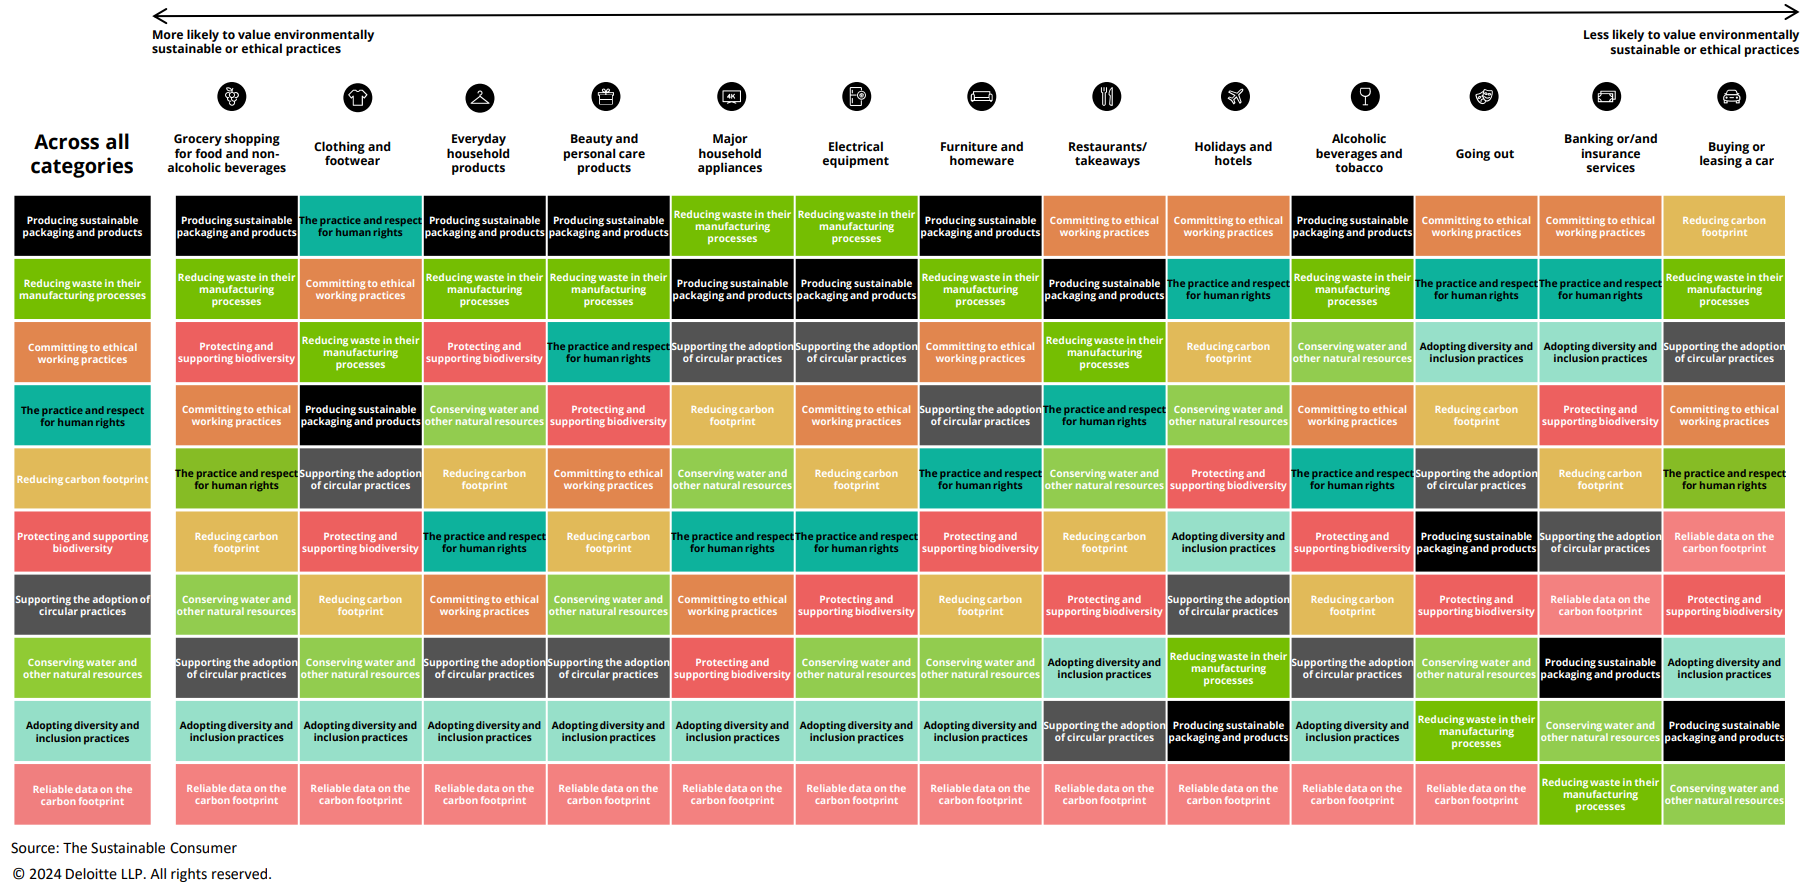 More likely to value environmentally
sustainable or ethical practices
Less likely to value environmentally
sustainable or ethical practices
4K
Across all
categories
Grocery shopping
for food and non-
alcoholic beverages
Clothing and
footwear
Everyday
household
products
Beauty and
personal care
products
Major
household
appliances
Electrical
equipment
Furniture and
homeware
Restaurants/
takeaways
Holidays and
hotels
Alcoholic
beverages and
tobacco
Going out
Banking or/and
insurance
services
Buying or
leasing a car
Producing sustainable
packaging and products
Producing sustainable
packaging and products
The practice and respect
for human rights
Producing sustainable
packaging and products
Producing sustainable
packaging and products
Reducing waste in their
manufacturing
processes
Reducing waste in their
manufacturing
processes
Producing sustainable
packaging and products
Committing to ethical
working practices
Committing to ethical
working practices
Producing sustainable
packaging and products
Committing to ethical
working practices
Committing to ethical
working practices
Reducing carbon
footprint
Reducing waste in their
manufacturing processes
Reducing waste in their
manufacturing
processes
Committing to ethical
working practices
Reducing waste in their
manufacturing
processes
Reducing waste in their
manufacturing
processes
Producing sustainable
packaging and products
Producing sustainable
packaging and products
Reducing waste in their
manufacturing
processes
Producing sustainable
packaging and products
The practice and respect
for human rights
Reducing waste in their
manufacturing
processes
The practice and respect
for human rights
The practice and respect
for human rights
Reducing waste in their
manufacturing
processes
Committing to ethical
working practices
Protecting and
supporting biodiversity
Reducing waste in their
manufacturing
processes
Protecting and
supporting biodiversity
The practice and respect
for human rights
Supporting the adoption
of circular practices
Supporting the adoption
of circular practices
Committing to ethical
working practices
Reducing waste in their
manufacturing
processes
Reducing carbon
footprint
Conserving water and
other natural resources
Adopting diversity and
inclusion practices
Adopting diversity and
inclusion practices
Supporting the adoption
of circular practices
The practice and respect
for human rights
Committing to ethical
working practices
Producing sustainable
packaging and products
Conserving water and
other natural resources
Protecting and
supporting biodiversity
Reducing carbon
footprint
Committing to ethical
working practices
Supporting the adoption
of circular practices
The practice and respect
for human rights
Conserving water and
other natural resources
Committing to ethical
working practices
Reducing carbon
footprint
Protecting and
supporting biodiversity
Committing to ethical
working practices
Reducing carbon footprint
The practice and respect
for human rights
Supporting the adoption
of circular practices
Reducing carbon
footprint
Committing to ethical
working practices
Conserving water and
other natural resources
Reducing carbon
footprint
The practice and respect
for human rights
Conserving water and
other natural resources
Protecting and
supporting biodiversity
The practice and respect
for human rights
Supporting the adoption
of circular practices
Reducing carbon
footprint
The practice and respect
for human rights
Protecting and supporting
biodiversity
Reducing carbon
footprint
Protecting and
supporting biodiversity
The practice and respect
for human rights
Reducing carbon
footprint
The practice and respect
for human rights
The practice and respect
for human rights
Protecting and
supporting biodiversity
Reducing carbon
footprint
Adopting diversity and
inclusion practices
Protecting and
supporting biodiversity
Producing sustainable
packaging and products
Supporting the adoption
of circular practices
Reliable data on the
carbon footprint
Supporting the adoption of
circular practices
Conserving water and
other natural resources
Reducing carbon
footprint
Committing to ethical
working practices
Conserving water and
other natural resources
Committing to ethical
working practices
Protecting and
supporting biodiversity
Reducing carbon
footprint
Protecting and
supporting biodiversity
Supporting the adoption
of circular practices
Reducing carbon
footprint
Protecting and
supporting biodiversity
Reliable data on the
carbon footprint
Protecting and
supporting biodiversity
Conserving water and
other natural resources
Supporting the adoption
of circular practices
Conserving water and
other natural resources
Supporting the adoption
of circular practices
Supporting the adoption
of circular practices
Protecting and
supporting biodiversity
Conserving water and
other natural resources
Conserving water and
other natural resources
Adopting diversity and
inclusion practices
Reducing waste in their
manufacturing
processes
Supporting the adoption
of circular practices
Conserving water and
other natural resources
Producing sustainable
packaging and products
Adopting diversity and
inclusion practices
Adopting diversity and
inclusion practices
Adopting diversity and
inclusion practices
Adopting diversity and
inclusion practices
Adopting diversity and
inclusion practices
Adopting diversity and
inclusion practices
Adopting diversity and
inclusion practices
Adopting diversity and
inclusion practices
Adopting diversity and
inclusion practices
Supporting the adoption
of circular practices
Producing sustainable
packaging and products
Adopting diversity and
inclusion practices
Reducing waste in their
manufacturing
processes
Conserving water and
other natural resources
Producing sustainable
packaging and products
Reliable data on the
carbon footprint
Reliable data on the
carbon footprint
Reliable data on the
carbon footprint
Reliable data on the
carbon footprint
Reliable data on the
carbon footprint
Reliable data on the
carbon footprint
Reliable data on the
carbon footprint
Reliable data on the
carbon footprint
Reliable data on the
carbon footprint
Reliable data on the
carbon footprint
Reliable data on the
carbon footprint
Reliable data on the
carbon footprint
Reducing waste in their
manufacturing
processes
Conserving water and
other natural resources
Source: The Sustainable Consumer
© 2024 Deloitte LLP. All rights reserved.